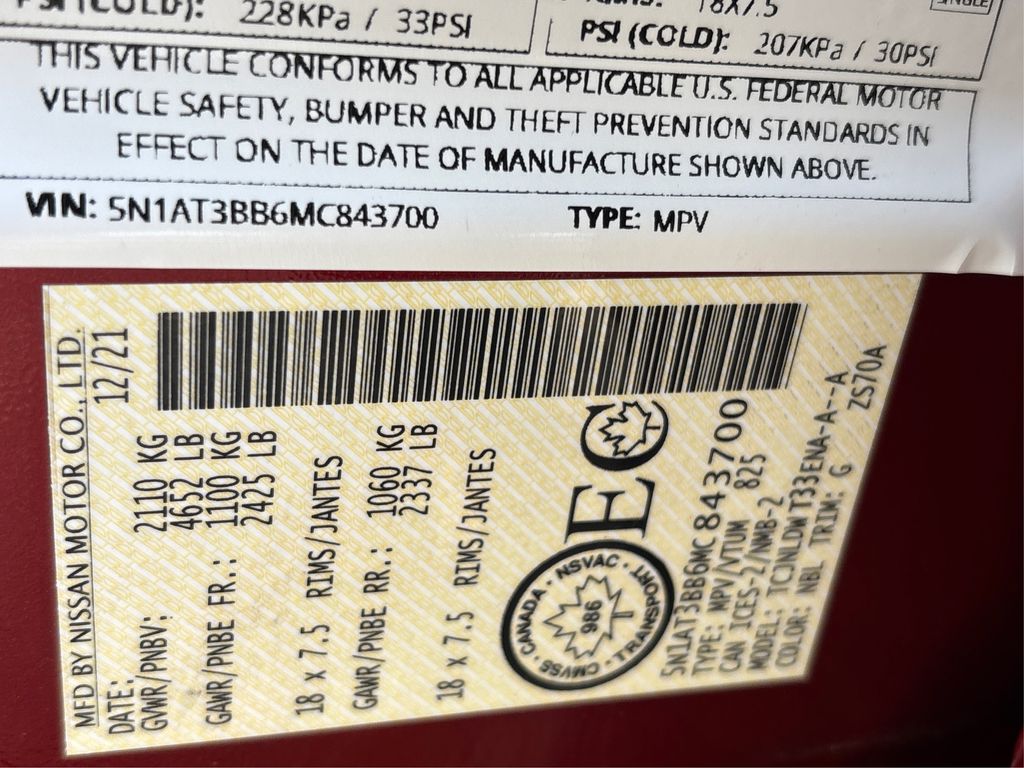 PSI (COLD): 228KPa / 33PSI
18X7.5
SINGLE
PSI (COLD): 207KPa / 30PSI
THIS VEHICLE CONFORMS TO ALL APPLICABLE U.S. FEDERAL MOTOR
VEHICLE SAFETY, BUMPER AND THEFT PREVENTION STANDARDS IN
EFFECT ON THE DATE OF MANUFACTURE SHOWN ABOVE.
VIN: 5N1AT3BB6MC843700 TYPE: MPV
MFD BY NISSAN MOTOR CO., LTD.
DATE: 12/21
GVWR/PNBV: 2110 KG
4652 LB
GAWR/PNBE FR.: 1100 KG
2425 LB
18 x 7.5 RIMS/JANTES
GAWR/PNBE RR.: 1060 KG
2337 LB
18 x 7.5 RIMS/JANTES
CANADA · NSVAC · TRANSPORT · CMVSS
986
T
EC
5N1AT3BB6MC843700
TYPE: MPV/VTUM 825
CAN ICES-2/NMB-2
MODEL: TCJNLDWT33ENA-A--A
COLOR: NBL TRIM: G ZS70A